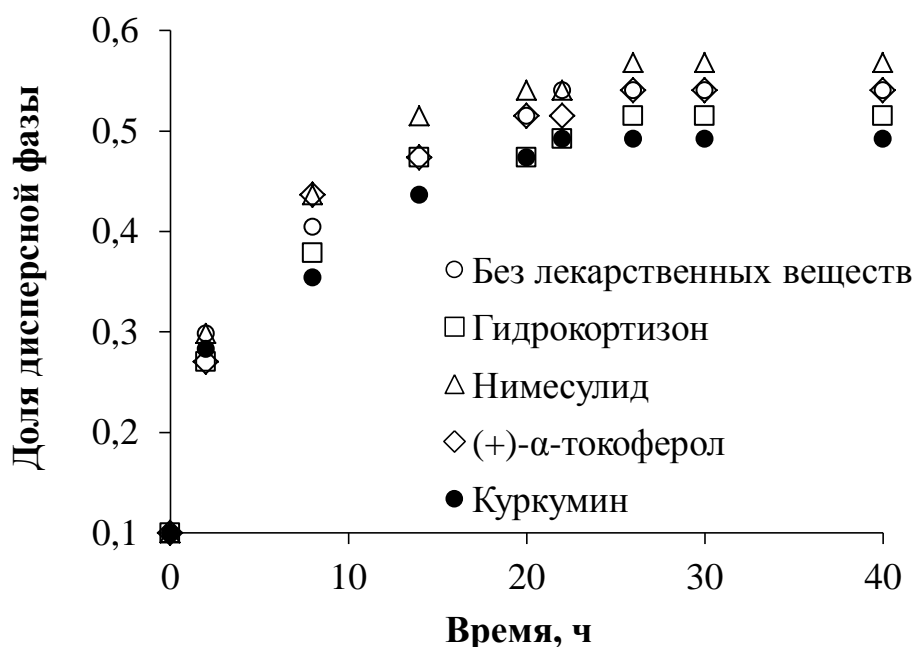 Доля дисперсной фазы
0,6
0,5
0,4
0,3
0,2
0,1
Без лекарственных веществ
Гидрокортизон
Нимесулид
(+)-α-токоферол
Куркумин
0 10 20 30 40
Время, ч